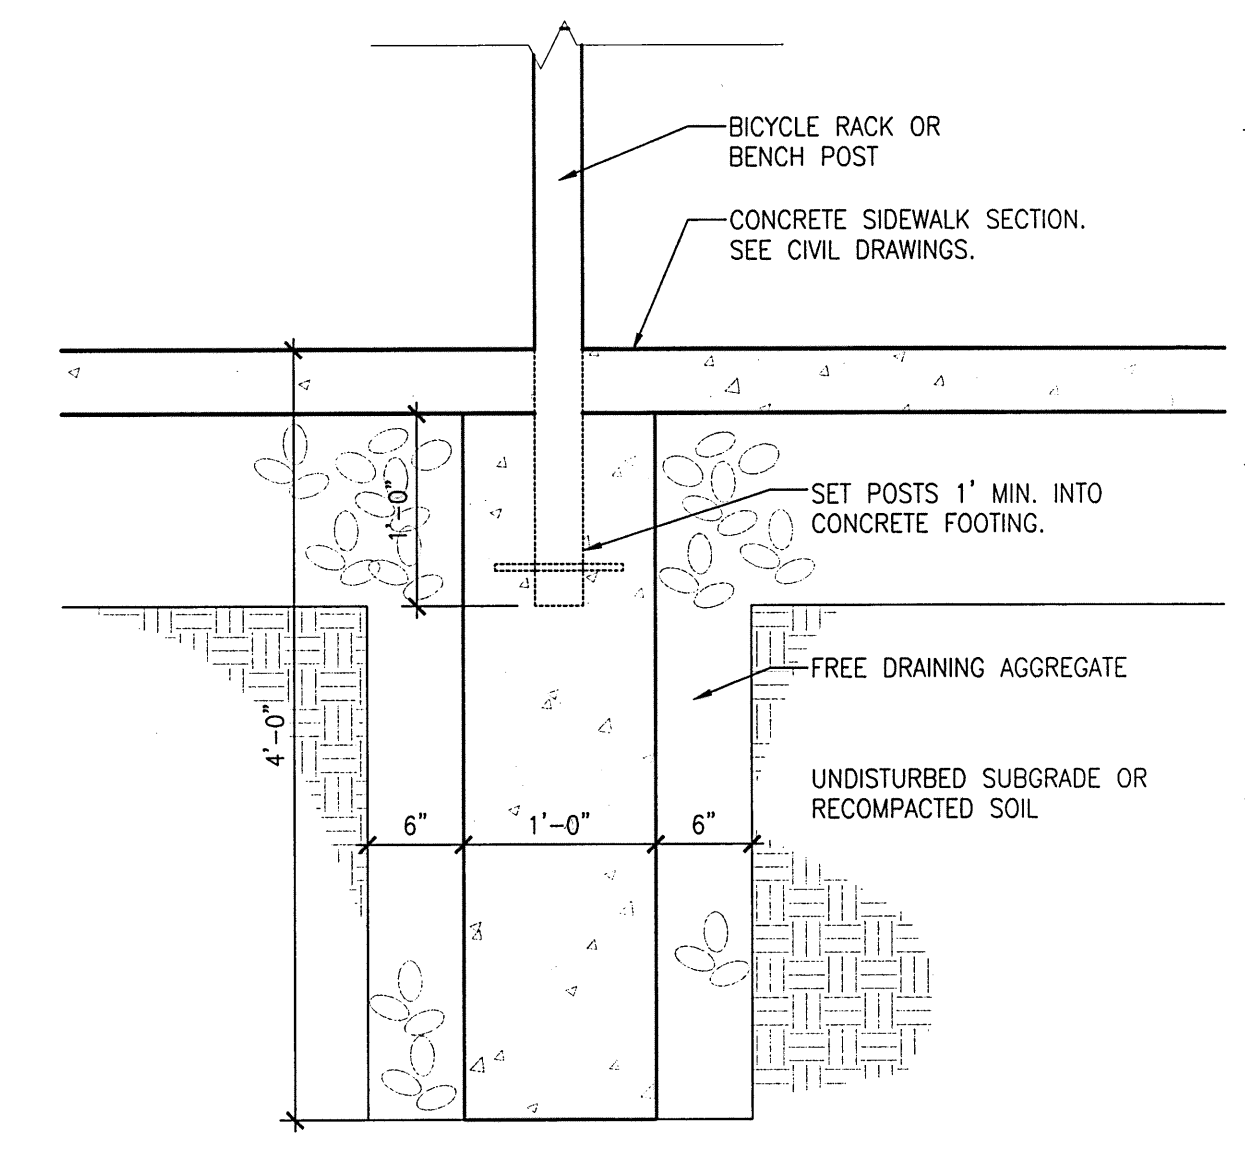 BICYCLE RACK OR
BENCH POST
CONCRETE SIDEWALK SECTION.
SEE CIVIL DRAWINGS.
1'-0"
SET POSTS 1' MIN. INTO
CONCRETE FOOTING.
FREE DRAINING AGGREGATE
4'-0"
UNDISTURBED SUBGRADE OR
RECOMPACTED SOIL
6" 1'-0" 6"